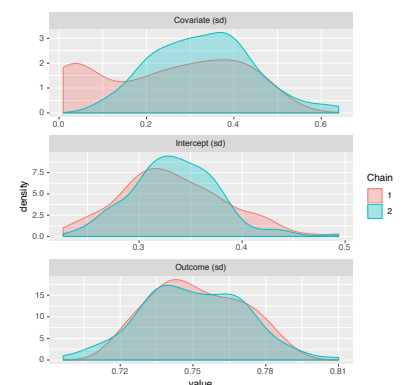 Covariate (sd)
3
2
1
0
0.0 0.2 0.4 0.6
Intercept (sd)
7.5
5.0
2.5
0.0
0.3 0.4 0.5
Outcome (sd)
15
10
5
0
0.72 0.75 0.78 0.81
density
value
Chain
1
2